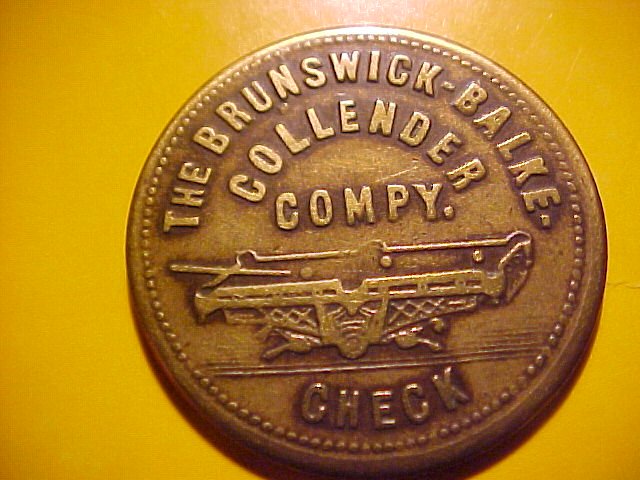 THE BRUNSWICK-BALKE-
COLLENDER
COMPY.
CHECK